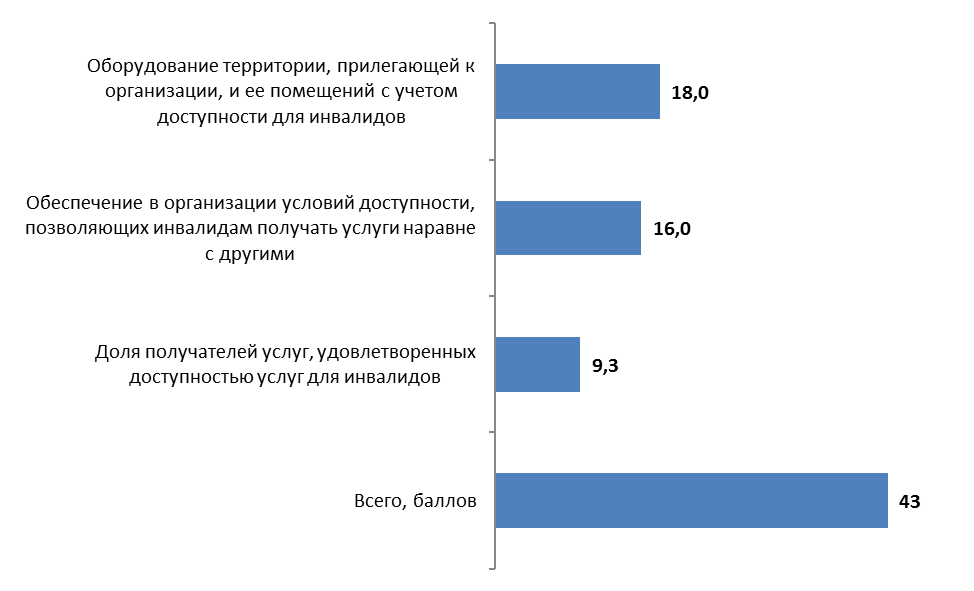 Оборудование территории, прилегающей к
организации, и ее помещений с учетом
доступности для инвалидов
18,0
Обеспечение в организации условий доступности,
позволяющих инвалидам получать услуги наравне
с другими
16,0
Доля получателей услуг, удовлетворенных
доступностью услуг для инвалидов
9,3
Всего, баллов
43